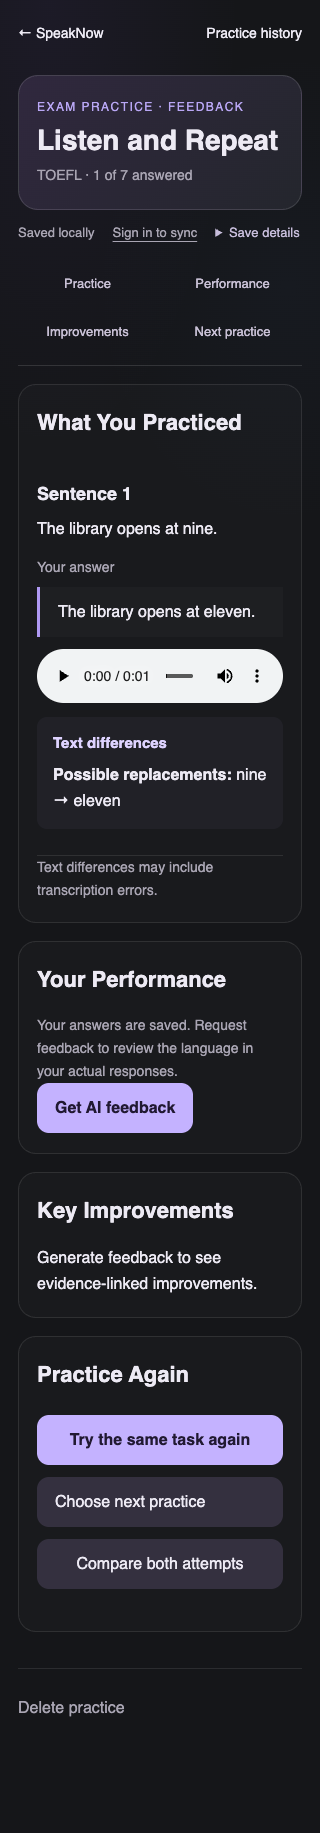 ← SpeakNow
Practice history
EXAM PRACTICE · FEEDBACK
Listen and Repeat
TOEFL · 1 of 7 answered
Saved locally
Sign in to sync
▶ Save details
Practice
Performance
Improvements
Next practice
What You Practiced
Sentence 1
The library opens at nine.
Your answer
The library opens at eleven.
0:00 / 0:01
Text differences
Possible replacements: nine
→ eleven
Text differences may include
transcription errors.
Your Performance
Your answers are saved. Request
feedback to review the language in
your actual responses.
Get AI feedback
Key Improvements
Generate feedback to see
evidence-linked improvements.
Practice Again
Try the same task again
Choose next practice
Compare both attempts
Delete practice